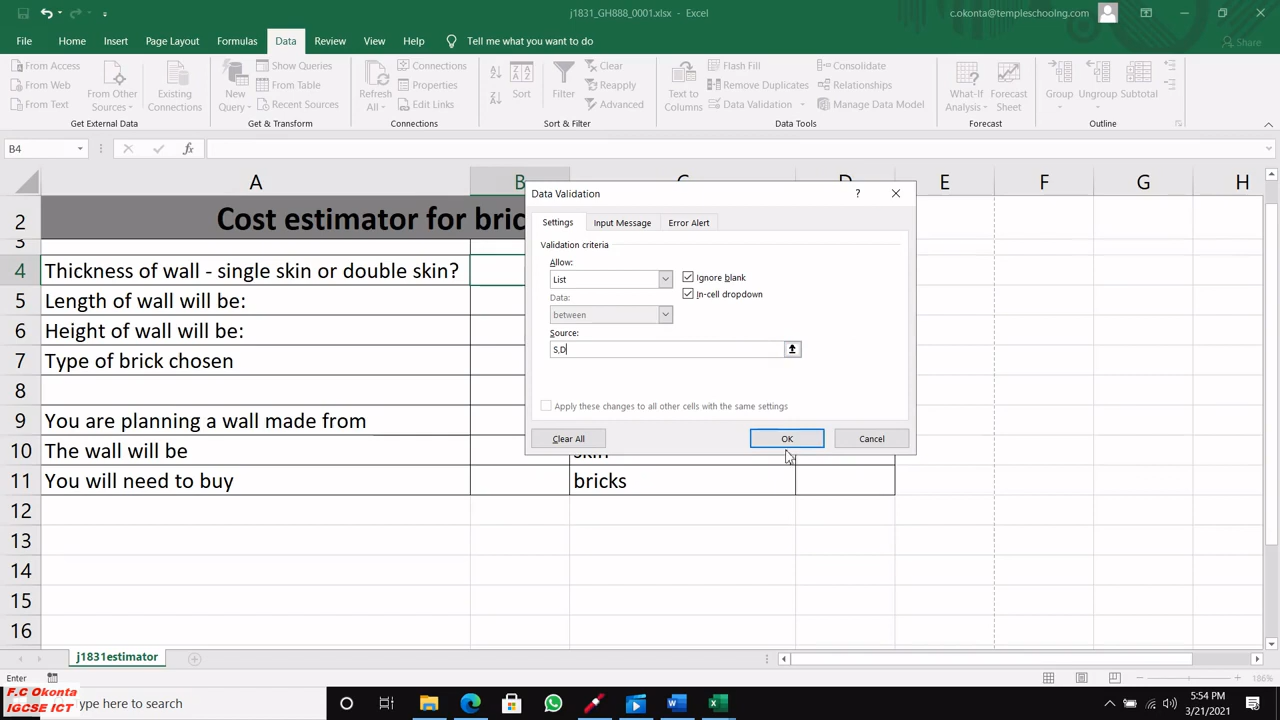 j1831_GH888_0001.xlsx - Excel
c.okonta@templeschoolng.com
File Home Insert Page Layout Formulas Data Review View Help Tell me what you want to do Share
From Access
From Web
From Text
From Other Sources
Existing Connections
Get External Data
New Query
Show Queries
From Table
Recent Sources
Get & Transform
Refresh All
Connections
Properties
Edit Links
Connections
Sort
Filter
Clear
Reapply
Advanced
Sort & Filter
Text to Columns
Flash Fill
Remove Duplicates
Data Validation
Consolidate
Relationships
Manage Data Model
Data Tools
What-If Analysis
Forecast Sheet
Forecast
Group
Ungroup
Subtotal
Outline
B4
fx
A B C D E F G H
2 Cost estimator for bric
3
4 Thickness of wall - single skin or double skin?
5 Length of wall will be:
6 Height of wall will be:
7 Type of brick chosen
8
9 You are planning a wall made from
10 The wall will be skin
11 You will need to buy bricks
12
13
14
15
16
Data Validation
?
Settings Input Message Error Alert
Validation criteria
Allow:
List
Ignore blank
In-cell dropdown
Data:
between
Source:
S,D
Apply these changes to all other cells with the same settings
Clear All OK Cancel
j1831estimator
Enter
186%
F.C Okonta
IGCSE ICT
ype here to search
5:54 PM
3/21/2021